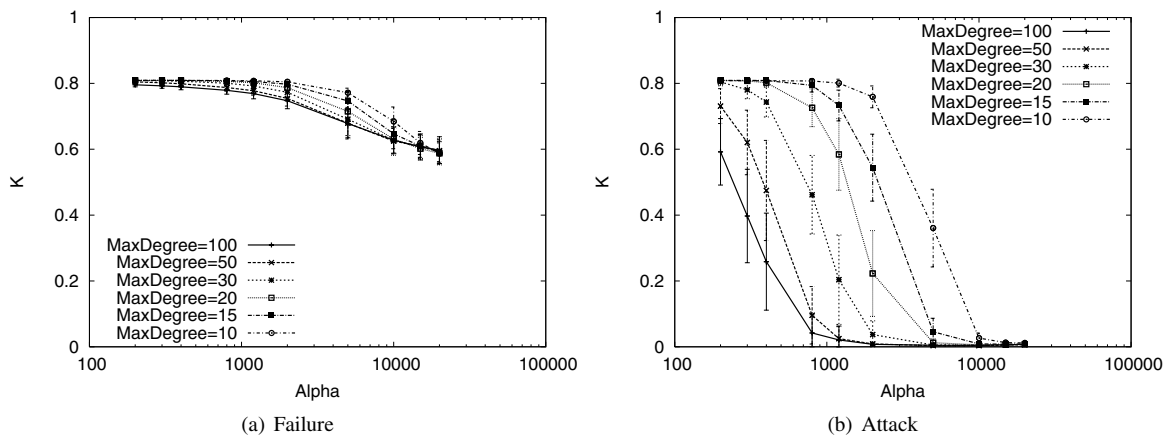 1
0.8
0.6
0.4
0.2
0
K
MaxDegree=100
MaxDegree=50
MaxDegree=30
MaxDegree=20
MaxDegree=15
MaxDegree=10
100 1000 10000 100000
Alpha
(a) Failure
1
0.8
0.6
0.4
0.2
0
K
MaxDegree=100
MaxDegree=50
MaxDegree=30
MaxDegree=20
MaxDegree=15
MaxDegree=10
100 1000 10000 100000
Alpha
(b) Attack